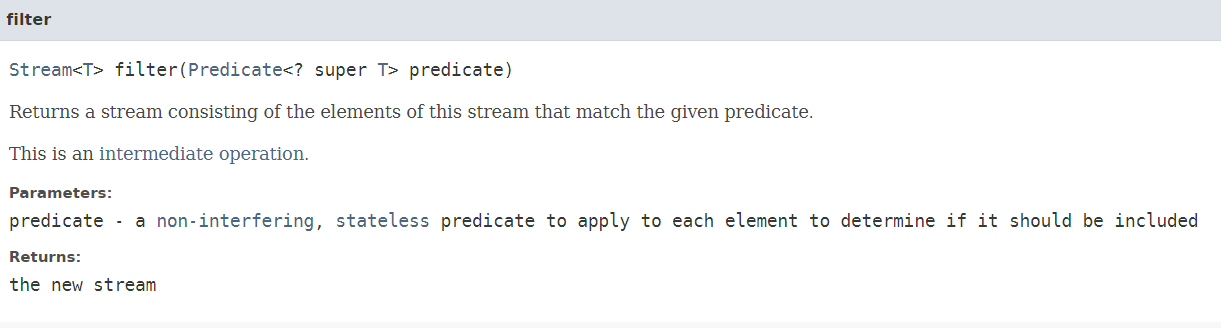 filter
Stream<T> filter(Predicate<? super T> predicate)
Returns a stream consisting of the elements of this stream that match the given predicate.
This is an intermediate operation.
Parameters:
predicate - a non-interfering, stateless predicate to apply to each element to determine if it should be included
Returns:
the new stream